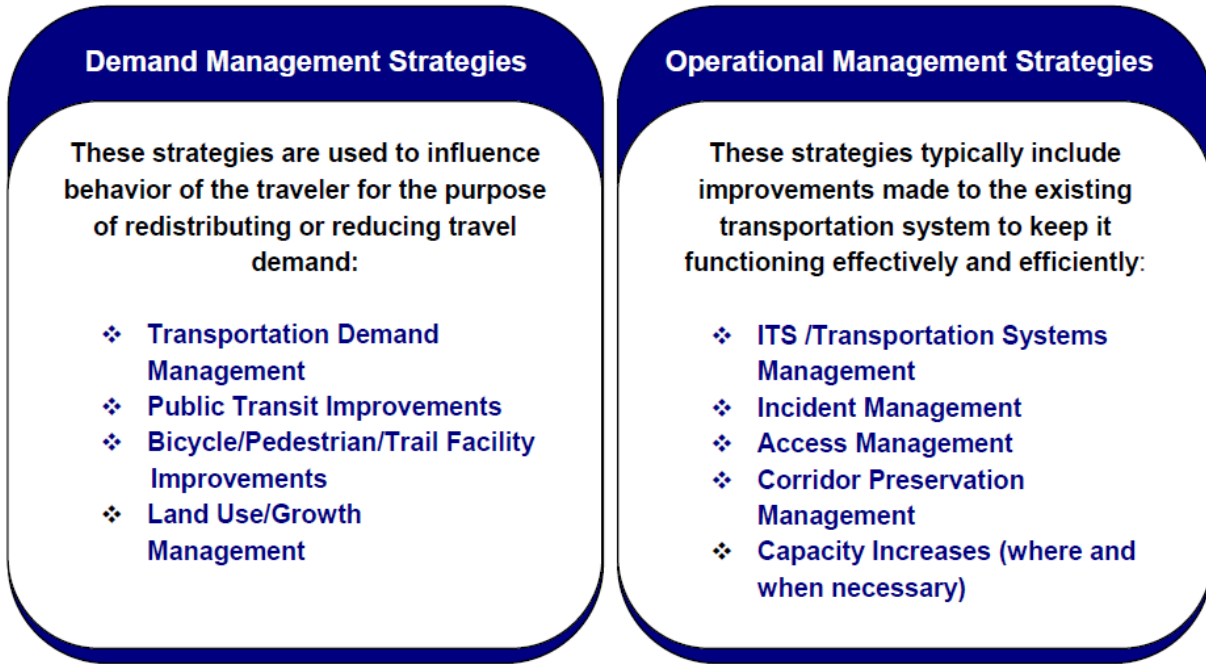 Demand Management Strategies
These strategies are used to influence
behavior of the traveler for the purpose
of redistributing or reducing travel
demand:
❖ Transportation Demand
Management
❖ Public Transit Improvements
❖ Bicycle/Pedestrian/Trail Facility
Improvements
❖ Land Use/Growth
Management
Operational Management Strategies
These strategies typically include
improvements made to the existing
transportation system to keep it
functioning effectively and efficiently:
❖ ITS /Transportation Systems
Management
❖ Incident Management
❖ Access Management
❖ Corridor Preservation
Management
❖ Capacity Increases (where and
when necessary)